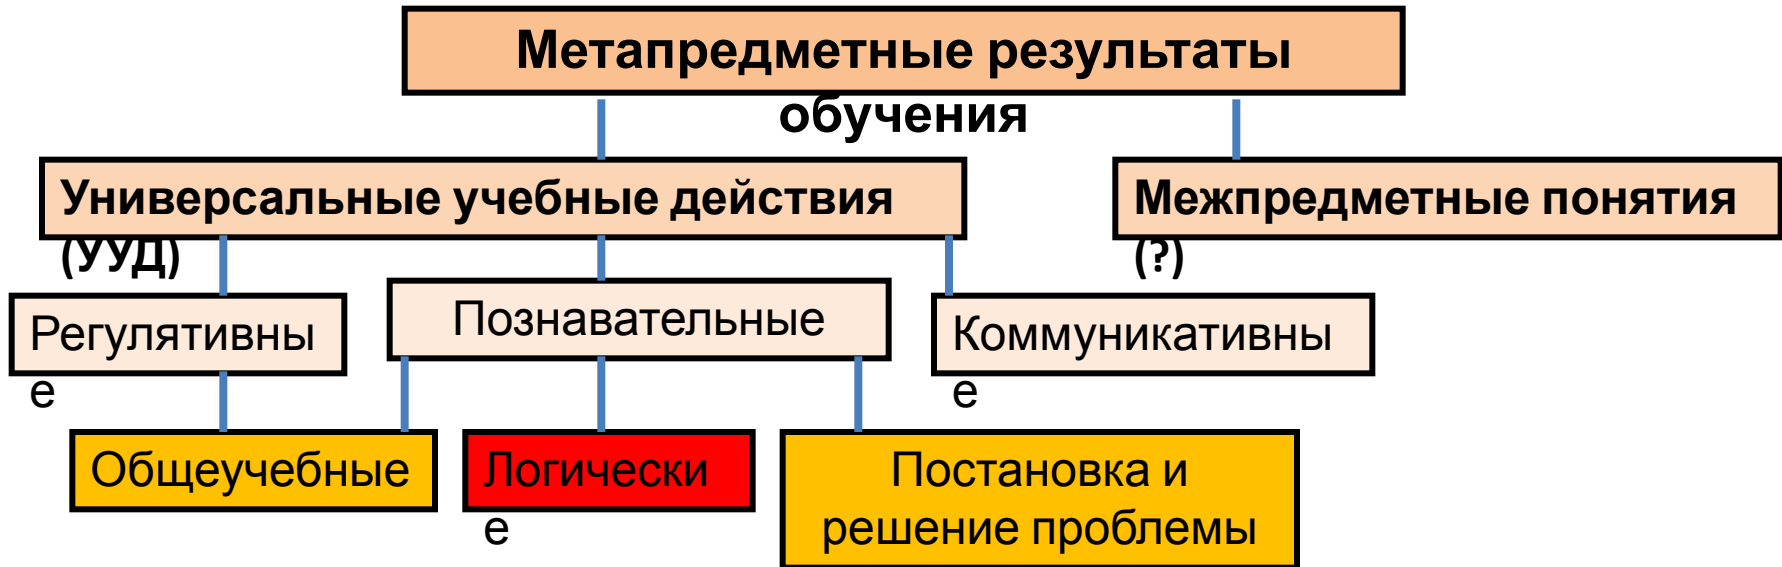 Метапредметные результаты
обучения
Универсальные учебные действия
(УУД)
Межпредметные понятия
(?)
Регулятивны
е
Познавательные
Коммуникативны
е
Общеучебные
Логически
е
Постановка и
решение проблемы